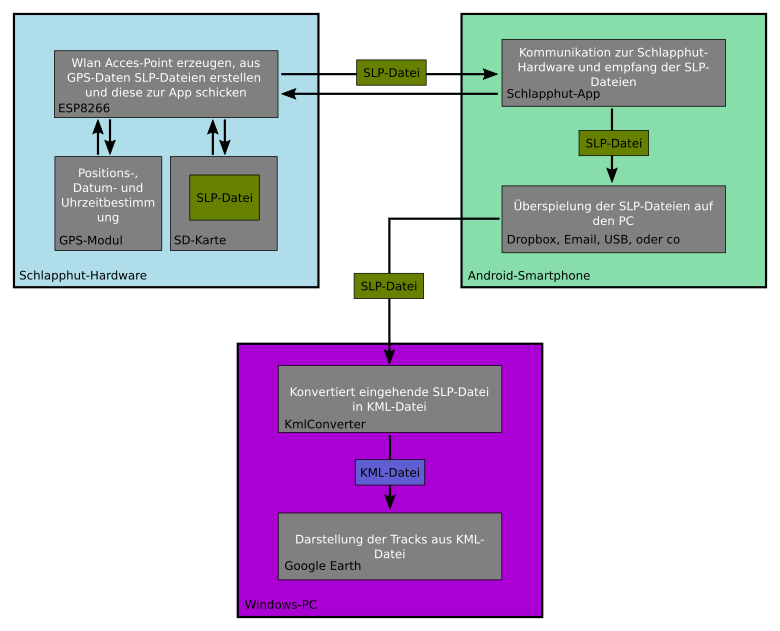 Wlan Acces-Point erzeugen, aus
GPS-Daten SLP-Dateien erstellen
und diese zur App schicken
ESP8266
Positions-,
Datum- und
Uhrzeitbestimm
ung
GPS-Modul
SLP-Datei
SD-Karte
Schlapphut-Hardware
SLP-Datei
Kommunikation zur Schlapphut-
Hardware und empfang der SLP-
Dateien
Schlapphut-App
SLP-Datei
Überspielung der SLP-Dateien auf
den PC
Dropbox, Email, USB, oder co
Android-Smartphone
SLP-Datei
Konvertiert eingehende SLP-Datei
in KML-Datei
KmlConverter
KML-Datei
Darstellung der Tracks aus KML-
Datei
Google Earth
Windows-PC